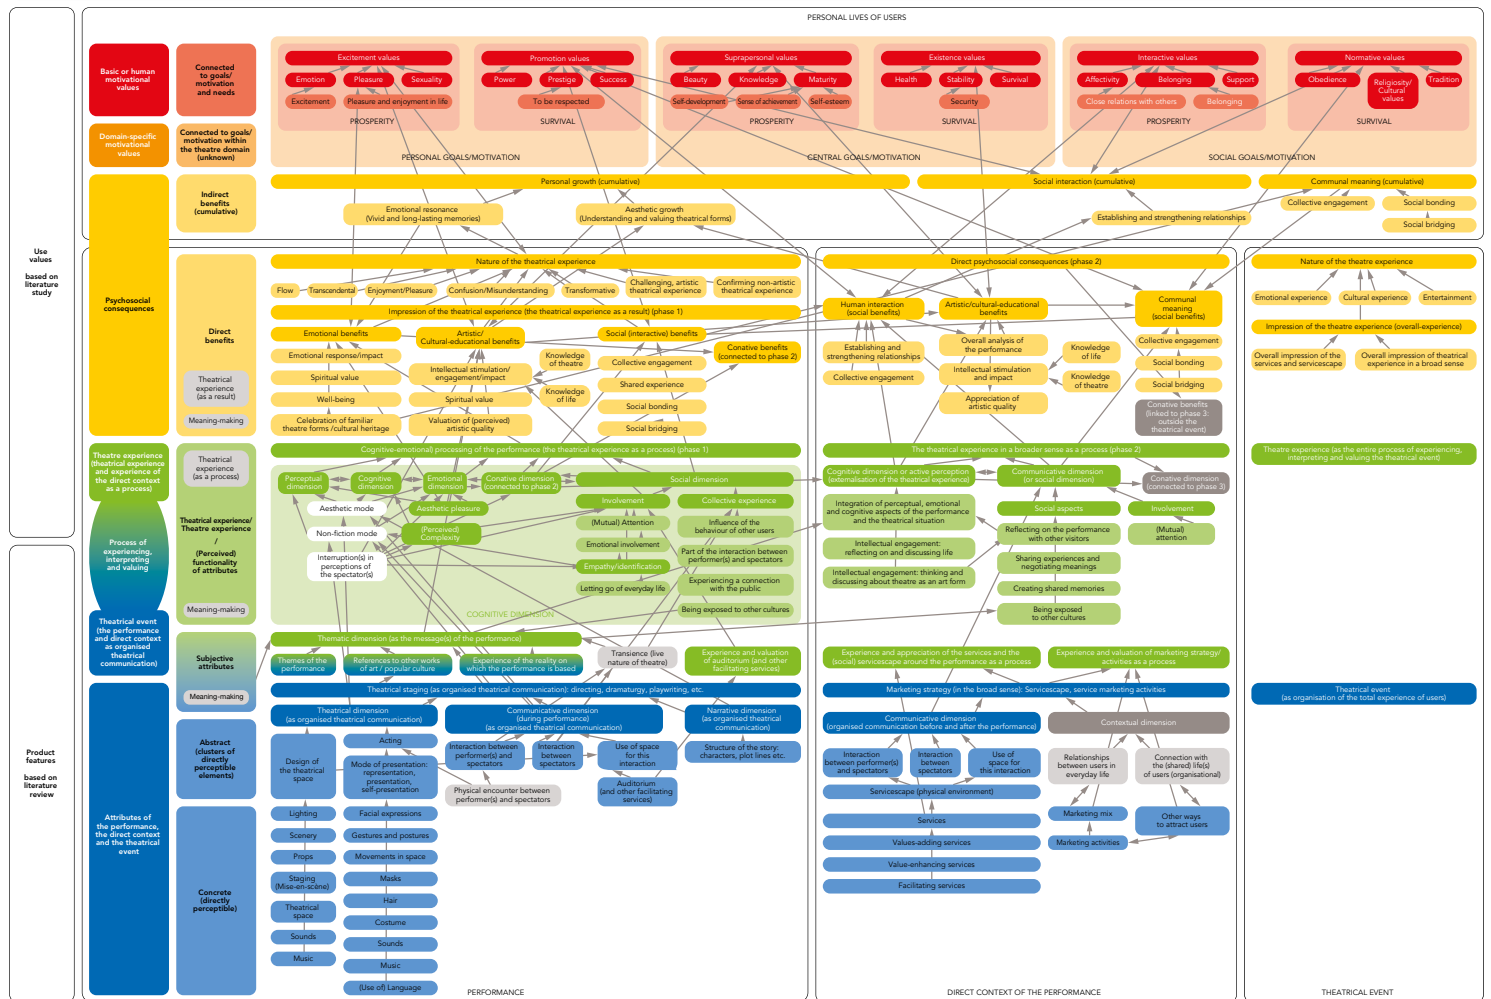 PERSONAL LIVES OF USERS
Use
values
based on
literature
study
Product
features
based on
literature
review
Basic or human
motivational
values
Connected
to goals/
motivation
and needs
Domain-specific
motivational
values
Connected to goals/
motivation within
the theatre domain
(unknown)
Psychosocial
consequences
Indirect
benefits
(cumulative)
Direct
benefits
Theatrical
experience
(as a result)
Meaning-making
Theatre experience
(theatrical experience
and experience of
the direct context
as a process)
Process of
experiencing,
interpreting
and valuing
Theatrical event
(the performance
and direct context
as organised
theatrical
communication)
Theatrical
experience
(as a process)
Theatrical experience/
Theatre experience
/
(Perceived)
functionality
of attributes
Meaning-making
Subjective
attributes
Meaning-making
Attributes of
the performance,
the direct context
and the theatrical
event
Abstract
(clusters of
directly
perceptible
elements)
Concrete
(directly
perceptible)
Excitement values
Emotion
Pleasure
Sexuality
Excitement
Pleasure and enjoyment in life
PROSPERITY
Promotion values
Power
Prestige
Success
To be respected
SURVIVAL
PERSONAL GOALS/MOTIVATION
Suprapersonal values
Beauty
Knowledge
Maturity
Self-development
Sense of achievement
Self-esteem
PROSPERITY
Existence values
Health
Stability
Survival
Security
SURVIVAL
CENTRAL GOALS/MOTIVATION
Interactive values
Affectivity
Belonging
Support
Close relations with others
Belonging
PROSPERITY
Normative values
Obedience
Religiosity/
Cultural
values
Tradition
SURVIVAL
SOCIAL GOALS/MOTIVATION
Personal growth (cumulative)
Social interaction (cumulative)
Communal meaning (cumulative)
Emotional resonance
(Vivid and long-lasting memories)
Aesthetic growth
(Understanding and valuing theatrical forms)
Establishing and strengthening relationships
Collective engagement
Social bonding
Social bridging
Nature of the theatrical experience
Flow
Transcendental
Enjoyment/Pleasure
Confusion/Misunderstanding
Transformative
Challenging, artistic
theatrical experience
Confirming non-artistic
theatrical experience
Impression of the theatrical experience (the theatrical experience as a result) (phase 1)
Emotional benefits
Artistic/
Cultural-educational benefits
Social (interactive) benefits
Conative benefits
(connected to phase 2)
Emotional response/impact
Spiritual value
Well-being
Celebration of familiar
theatre forms /cultural heritage
Intellectual stimulation/
engagement/impact
Spiritual value
Valuation of (perceived)
artistic quality
Knowledge
of theatre
Knowledge
of life
Collective engagement
Shared experience
Social bonding
Social bridging
Direct psychosocial consequences (phase 2)
Human interaction
(social benefits)
Artistic/cultural-educational
benefits
Communal
meaning
(social benefits)
Establishing and
strengthening relationships
Collective engagement
Overall analysis of
the performance
Intellectual stimulation
and impact
Appreciation of
artistic quality
Knowledge
of life
Knowledge
of theatre
Collective engagement
Social bonding
Social bridging
Conative benefits
(linked to phase 3:
outside the
theatrical event)
Nature of the theatre experience
Emotional experience
Cultural experience
Entertainment
Impression of the theatre experience (overall-experience)
Overall impression of the
services and servicescape
Overall impression of theatrical
experience in a broad sense
Cognitive-emotional) processing of the performance (the theatrical experience as a process) (phase 1)
Perceptual
dimension
Cognitive
dimension
Emotional
dimension
Conative dimension
(connected to phase 2)
Social dimension
Aesthetic mode
Aesthetic pleasure
Non-fiction mode
(Perceived)
Complexity
Interruption(s) in
perceptions of
the spectator(s)
Involvement
(Mutual) Attention
Emotional involvement
Empathy/identification
Letting go of everyday life
Collective experience
Influence of the
behaviour of other users
Part of the interaction between
performer(s) and spectators
Experiencing a connection
with the public
Being exposed to other cultures
COGNITIVE DIMENSION
The theatrical experience in a broader sense as a process (phase 2)
Cognitive dimension or active perception
(externalisation of the theatrical experience)
Communicative dimension
(or social dimension)
Conative dimension
(connected to phase 3)
Integration of perceptual, emotional
and cognitive aspects of the performance
and the theatrical situation
Intellectual engagement:
reflecting on and discussing life
Intellectual engagement: thinking and
discussing about theatre as an art form
Social aspects
Reflecting on the performance
with other visitors
Sharing experiences and
negotiating meanings
Creating shared memories
Being exposed
to other cultures
Involvement
(Mutual)
attention
Theatre experience (as the entire process of experiencing,
interpreting and valuing the theatrical event)
Thematic dimension (as the message(s) of the performance)
Themes of the
performance
References to other works
of art / popular culture
Experience of the reality on
which the performance is based
Transience (live
nature of theatre)
Experience and valuation
of auditorium (and other
facilitating services)
Experience and appreciation of the services and the
(social) servicescape around the performance as a process
Experience and valuation of marketing strategy/
activities as a process
Theatrical staging (as organised theatrical communication): directing, dramaturgy, playwriting, etc.
Marketing strategy (in the broad sense): Servicescape, service marketing activities
Theatrical event
(as organisation of the total experience of users)
Theatrical dimension
(as organised theatrical communication)
Communicative dimension
(during performance)
(as organised theatrical communication)
Narrative dimension
(as organised theatrical
communication)
Design of
the theatrical
space
Acting
Mode of presentation:
representation,
presentation,
self-presentation
Interaction between
performer(s) and
spectators
Interaction
between
spectators
Use of space
for this
interaction
Structure of the story:
characters, plot lines etc.
Physical encounter between
performer(s) and spectators
Auditorium
(and other facilitating
services)
Lighting
Scenery
Props
Staging
(Mise-en-scène)
Theatrical
space
Sounds
Music
Facial expressions
Gestures and postures
Movements in space
Masks
Hair
Costume
Sounds
Music
(Use of) Language
Communicative dimension
(organised communication before and after the performance)
Contextual dimension
Interaction
between performer(s)
and spectators
Interaction
between
spectators
Use of
space for
this interaction
Servicescape (physical environment)
Services
Values-adding services
Value-enhancing services
Facilitating services
Relationships
between users in
everyday life
Connection with
the (shared) life(s)
of users (organisational)
Marketing mix
Marketing activities
Other ways
to attract users
PERFORMANCE
DIRECT CONTEXT OF THE PERFORMANCE
THEATRICAL EVENT